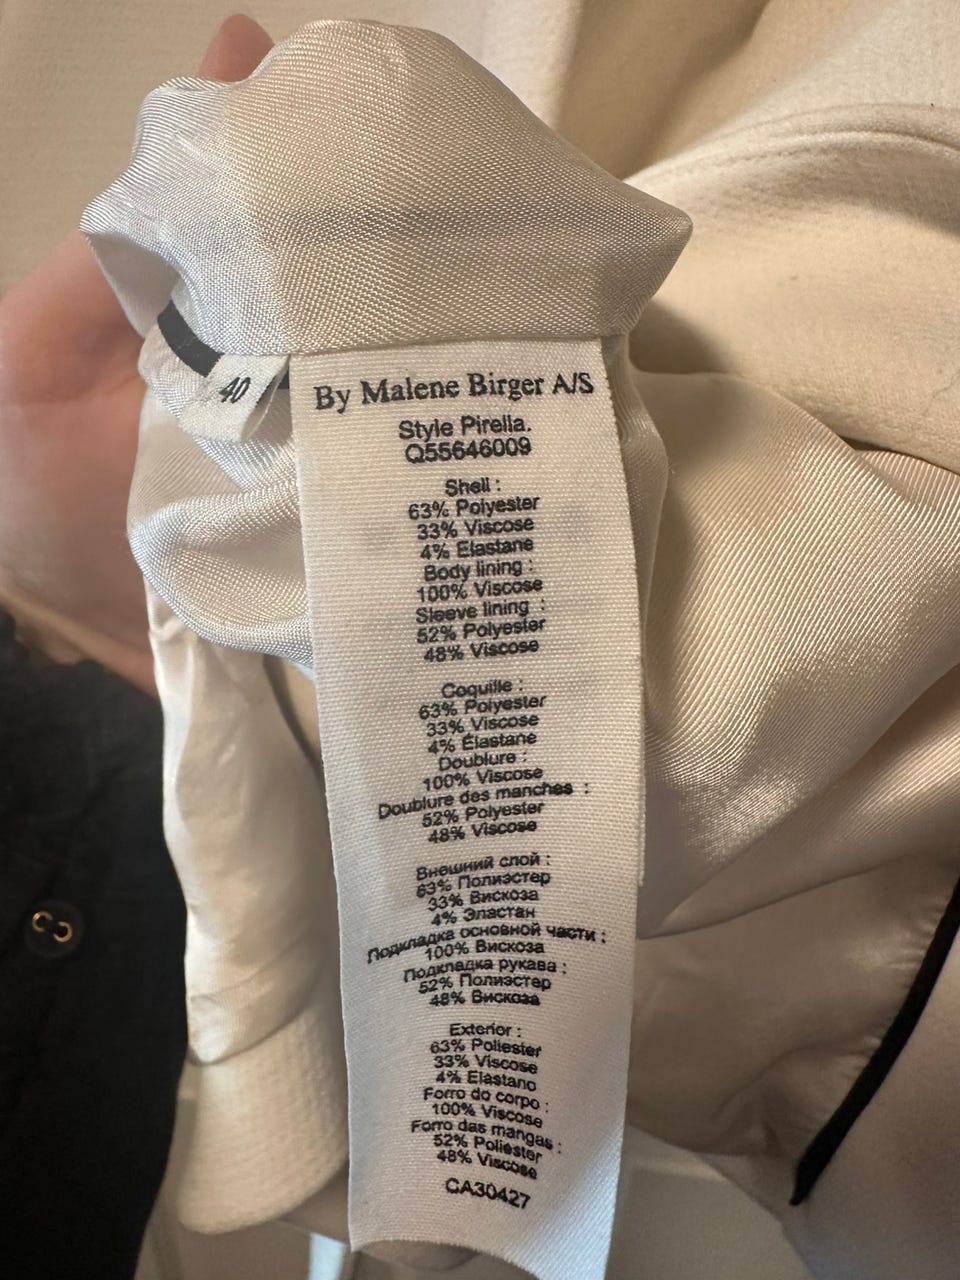 40
By Malene Birger A/S
Style Pirella.
Q55646009
Shell :
63% Polyester
33% Viscose
4% Elastane
Body lining :
100% Viscose
Sleeve lining :
52% Polyester
48% Viscose
Coquille :
63% Polyester
33% Viscose
4% Élastane
Doublure :
100% Viscose
Doublure des manches :
52% Polyester
48% Viscose
Внешний слой :
63% Полиэстер
33% Вискоза
4% Эластан
Подкладка основной части :
100% Вискоза
Подкладка рукава :
52% Полиэстер
48% Вискоза
Exterior :
63% Poliester
33% Viscose
4% Elastano
Forro do corpo :
100% Viscose
Forro das mangas :
52% Poliester
48% Viscose
CA30427